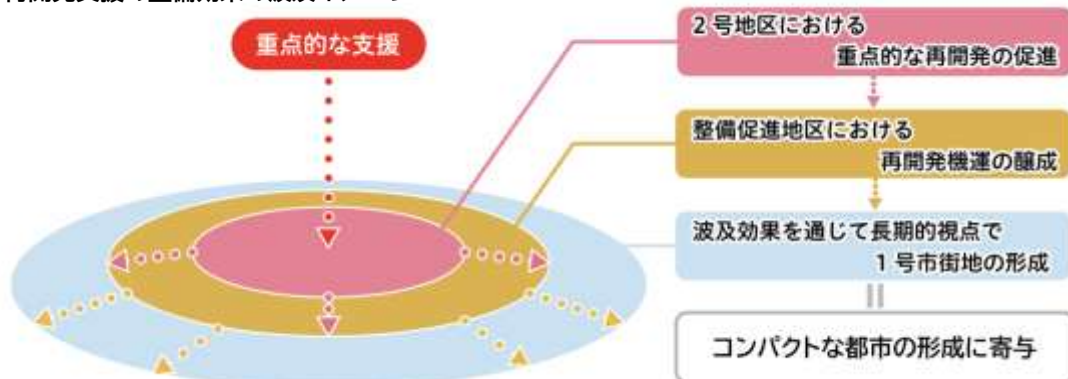 重点的な支援
2号地区における
重点的な再開発の促進
整備促進地区における
再開発機運の醸成
波及効果を通じて長期的視点で
1号市街地の形成
コンパクトな都市の形成に寄与